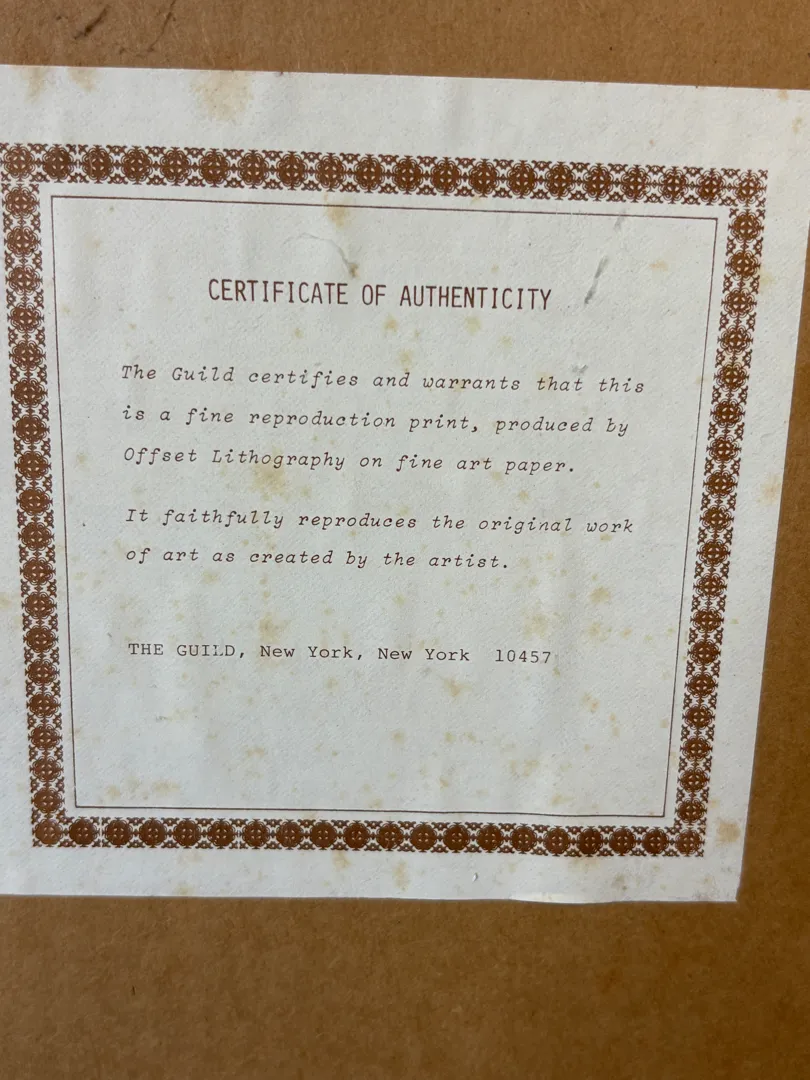 CERTIFICATE OF AUTHENTICITY
The Guild certifies and warrants that this
is a fine reproduction print, produced by
Offset Lithography on fine art paper.
It faithfully reproduces the original work
of art as created by the artist.
THE GUILD, New York, New York 10457